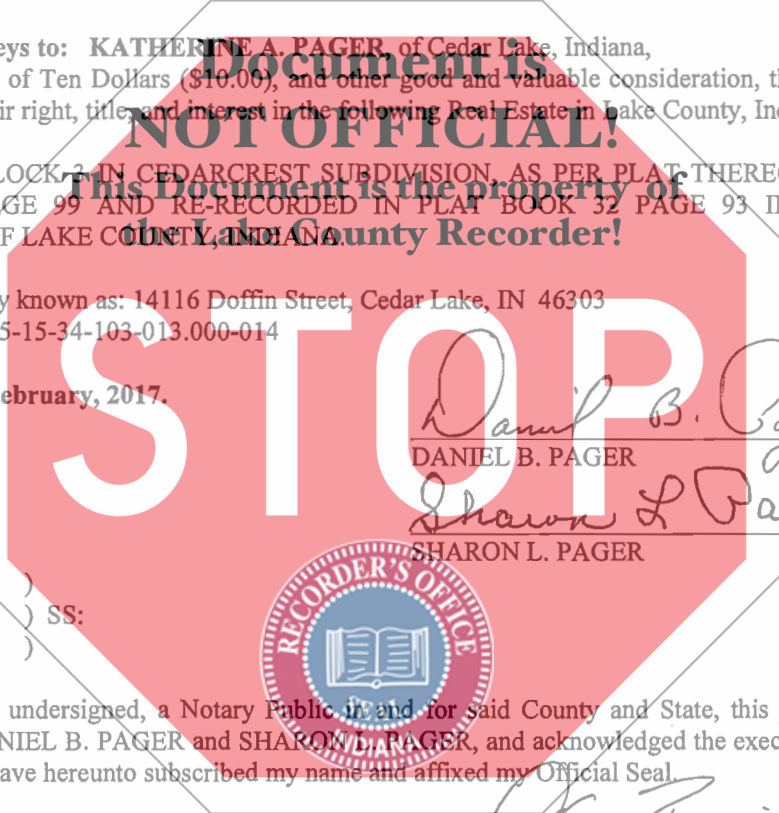 eys to: KATHERINE A. PAGER, of Cedar Lake, Indiana,
Document is
of Ten Dollars ($10.00), and other good and valuable consideration, th
ir right, title, and interest in the following Real Estate in Lake County, Ind
NOT OFFICIAL!
LOCK 3 IN CEDARCREST SUBDIVISION, AS PER PLAT THEREO
This Document is the property of
GE 99 AND RE-RECORDED IN PLAT BOOK 32 PAGE 93 I
the Lake County Recorder!
F LAKE COUNTY, INDIANA.
y known as: 14116 Doffin Street, Cedar Lake, IN 46303
5-15-34-103-013.000-014
STOP
ebruary, 2017.
Daniel B. Pa
DANIEL B. PAGER
Sharon L Pa
SHARON L. PAGER
)
) SS:
)
RECORDER'S OFFICE
SEAL
INDIANA
undersigned, a Notary Public in and for said County and State, this
NIEL B. PAGER and SHARON L. PAGER, and acknowledged the exec
ave hereunto subscribed my name and affixed my Official Seal.